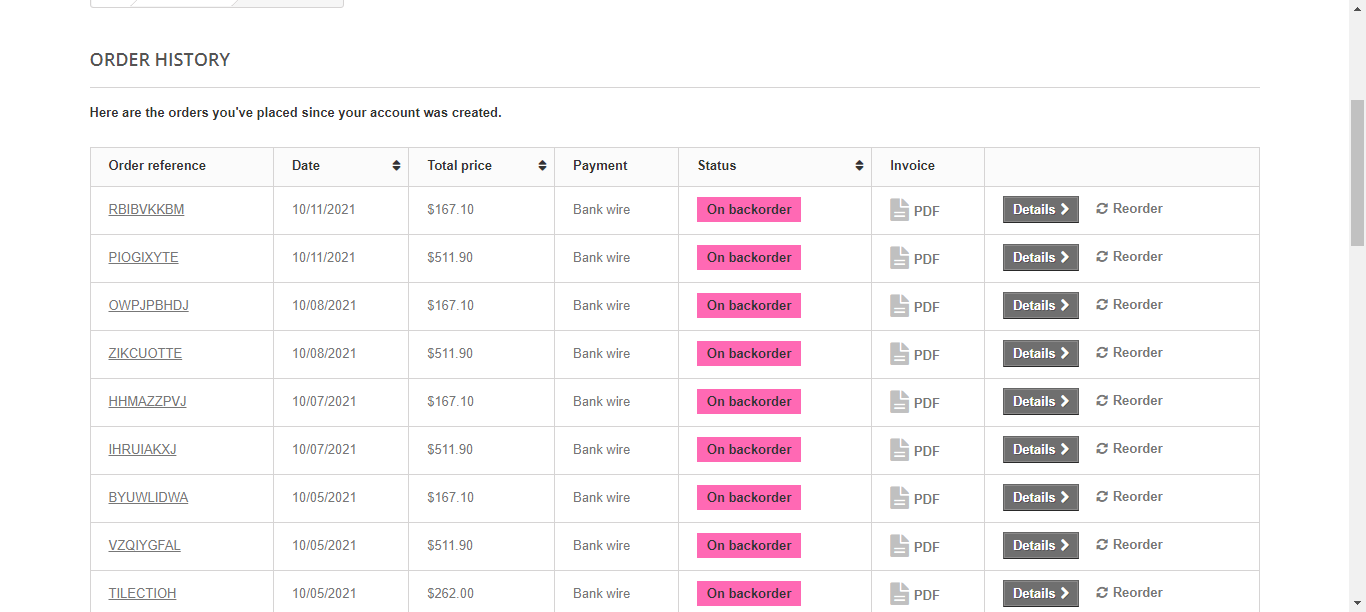 ORDER HISTORY
Here are the orders you've placed since your account was created.
Order reference Date Total price Payment Status Invoice
RBIBVKKBM 10/11/2021 $167.10 Bank wire On backorder PDF Details Reorder
PIOGIXYTE 10/11/2021 $511.90 Bank wire On backorder PDF Details Reorder
OWPJPBHDJ 10/08/2021 $167.10 Bank wire On backorder PDF Details Reorder
ZIKCUOTTE 10/08/2021 $511.90 Bank wire On backorder PDF Details Reorder
HHMAZZPVJ 10/07/2021 $167.10 Bank wire On backorder PDF Details Reorder
IHRUIAKXJ 10/07/2021 $511.90 Bank wire On backorder PDF Details Reorder
BYUWLIDWA 10/05/2021 $167.10 Bank wire On backorder PDF Details Reorder
VZQIYGFAL 10/05/2021 $511.90 Bank wire On backorder PDF Details Reorder
TILECTIOH 10/05/2021 $262.00 Bank wire On backorder PDF Details Reorder